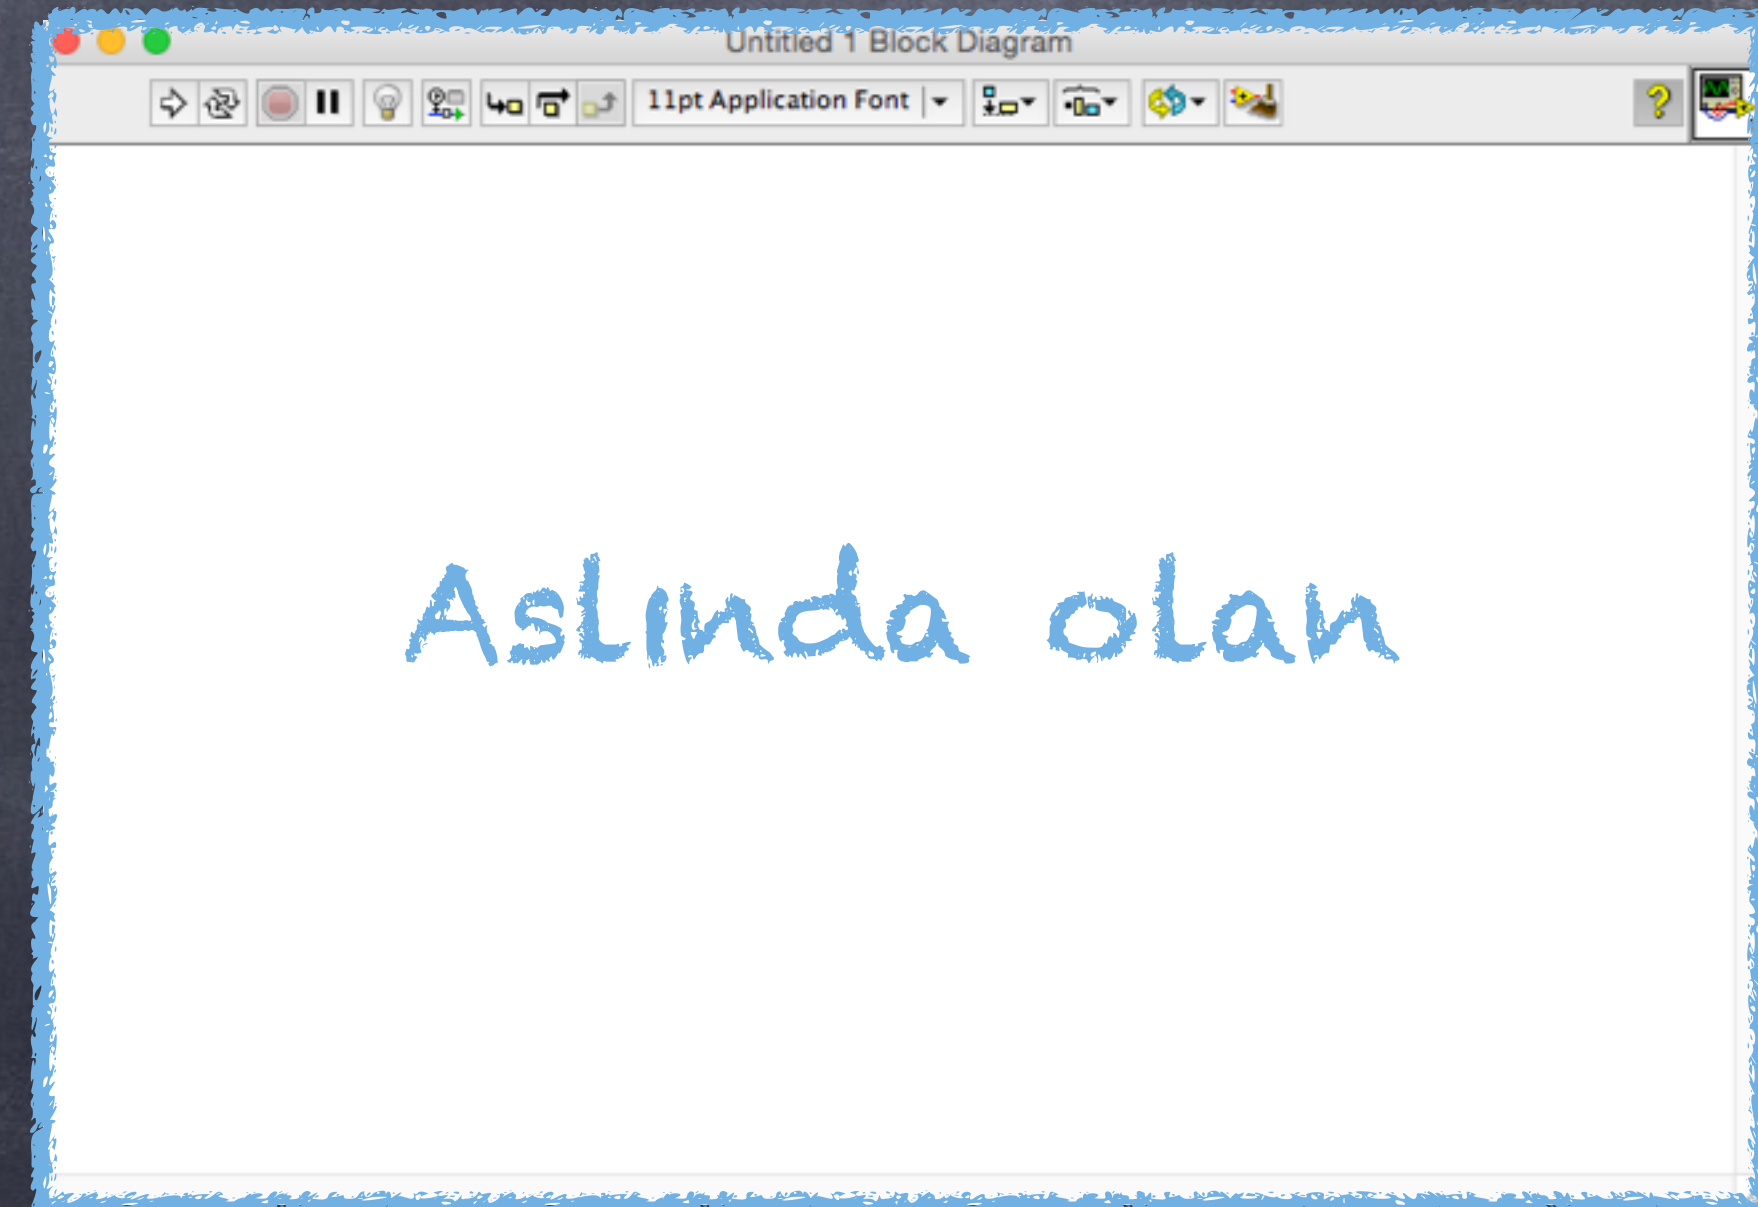 Untitled 1 Block Diagram
11pt Application Font
?
Aslında olan